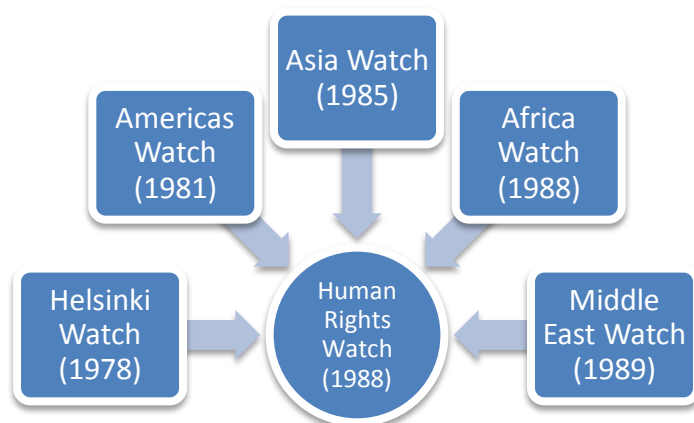 Asia Watch
(1985)
Americas
Watch
(1981)
Africa
Watch
(1988)
Helsinki
Watch
(1978)
Human
Rights
Watch
(1988)
Middle
East Watch
(1989)